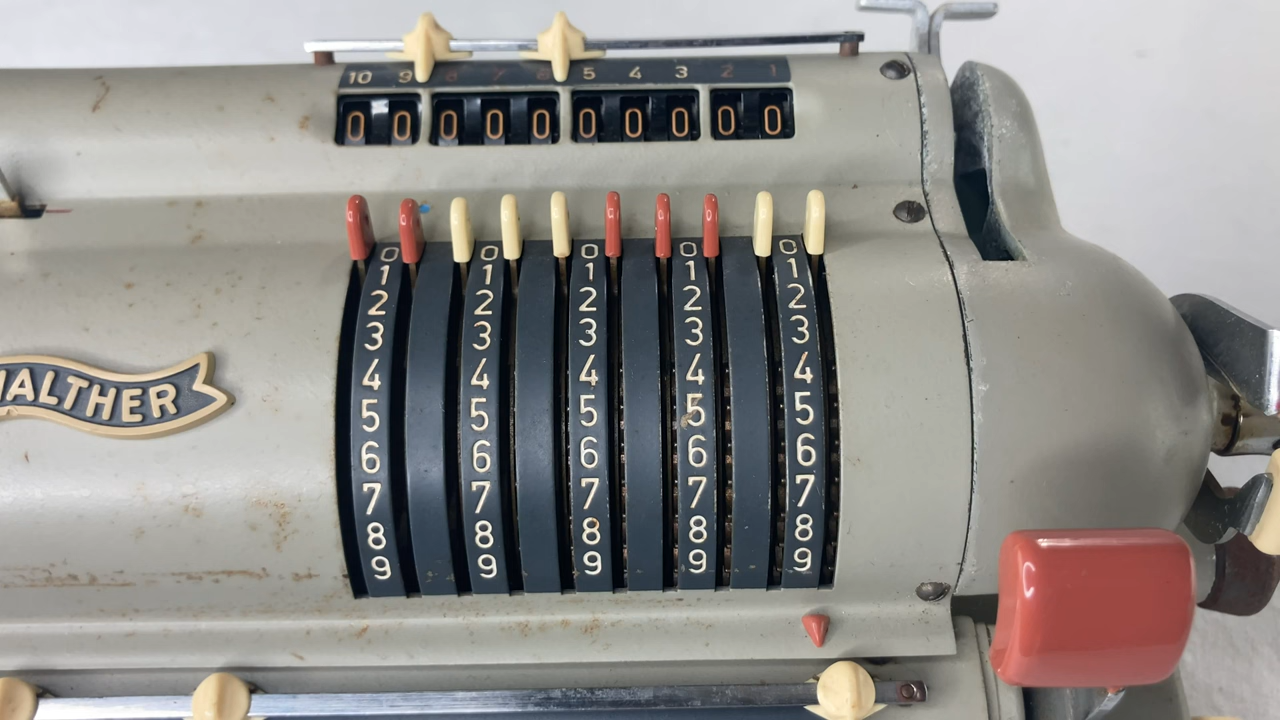 10 9 8 7 6 5 4 3 2 1
0 0 0 0 0 0 0 0 0 0
0 0 0 0 0
1 1 1 1 1
2 2 2 2 2
3 3 3 3 3
4 4 4 4 4
5 5 5 5 5
6 6 6 6 6
7 7 7 7 7
8 8 8 8 8
9 9 9 9 9
WALTHER